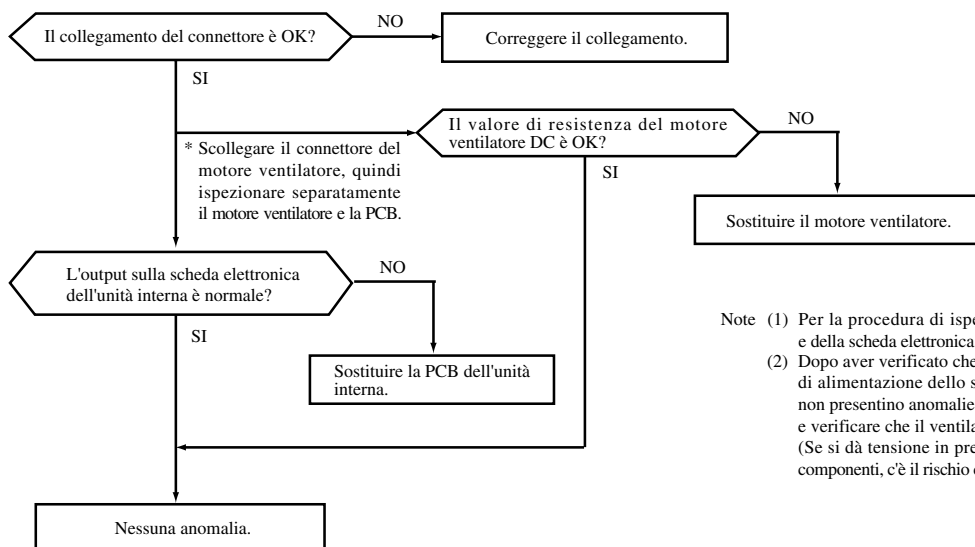 Il collegamento del connettore è OK?
NO
Correggere il collegamento.
SI
* Scollegare il connettore del
motore ventilatore, quindi
ispezionare separatamente
il motore ventilatore e la PCB.
Il valore di resistenza del motore
ventilatore DC è OK?
NO
SI
Sostituire il motore ventilatore.
L'output sulla scheda elettronica
dell'unità interna è normale?
NO
SI
Sostituire la PCB dell'unità
interna.
Nessuna anomalia.
Note (1) Per la procedura di
e della scheda elettronica
(2) Dopo aver verificato che
di alimentazione dello
non presentino anomalie
e verificare che il
(Se si dà tensione in
componenti, c'è il rischio